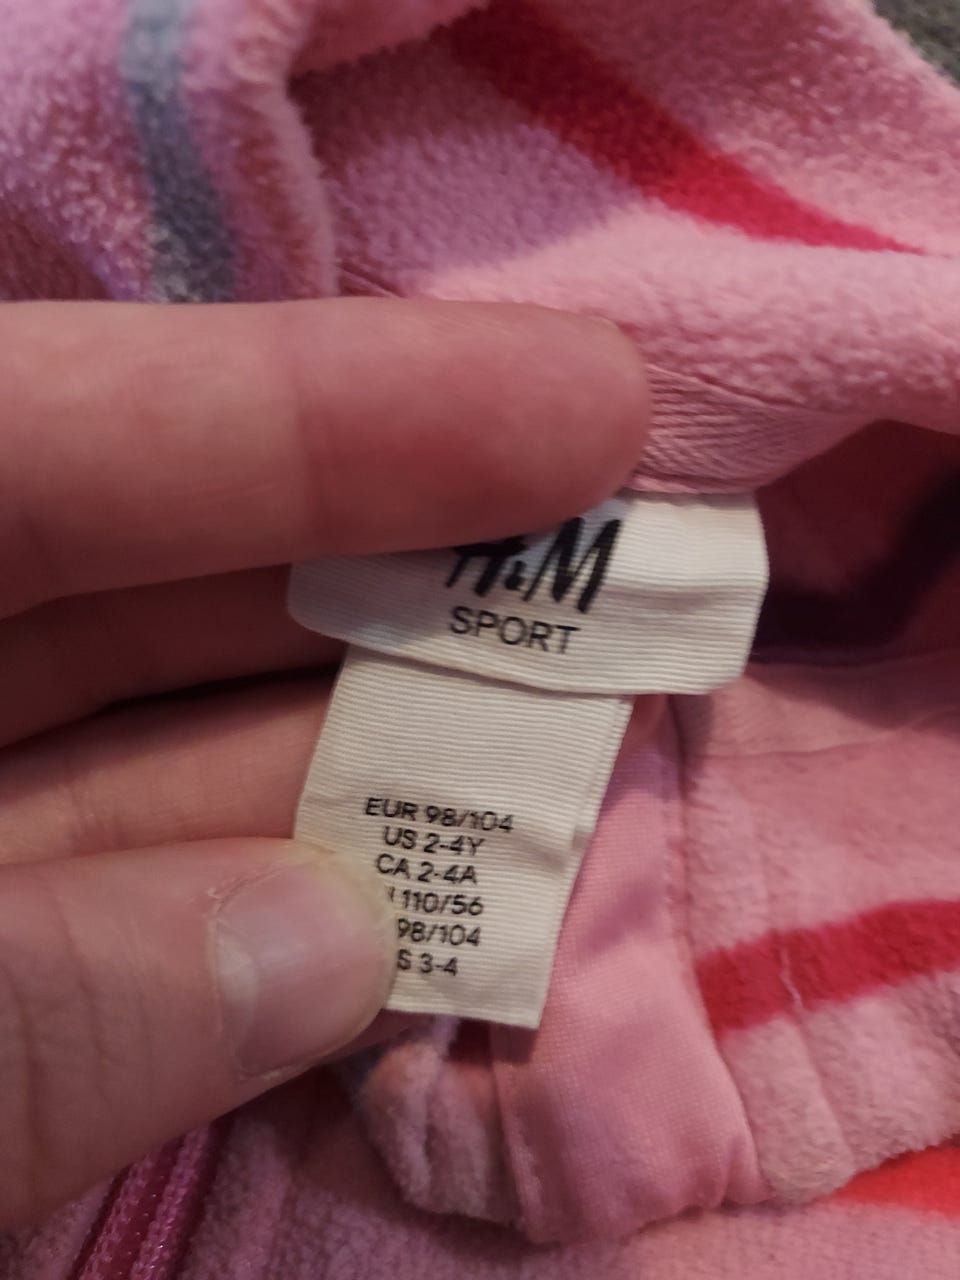 H&M
SPORT
EUR 98/104
US 2-4Y
CA 2-4A
110/56
98/104
3-4